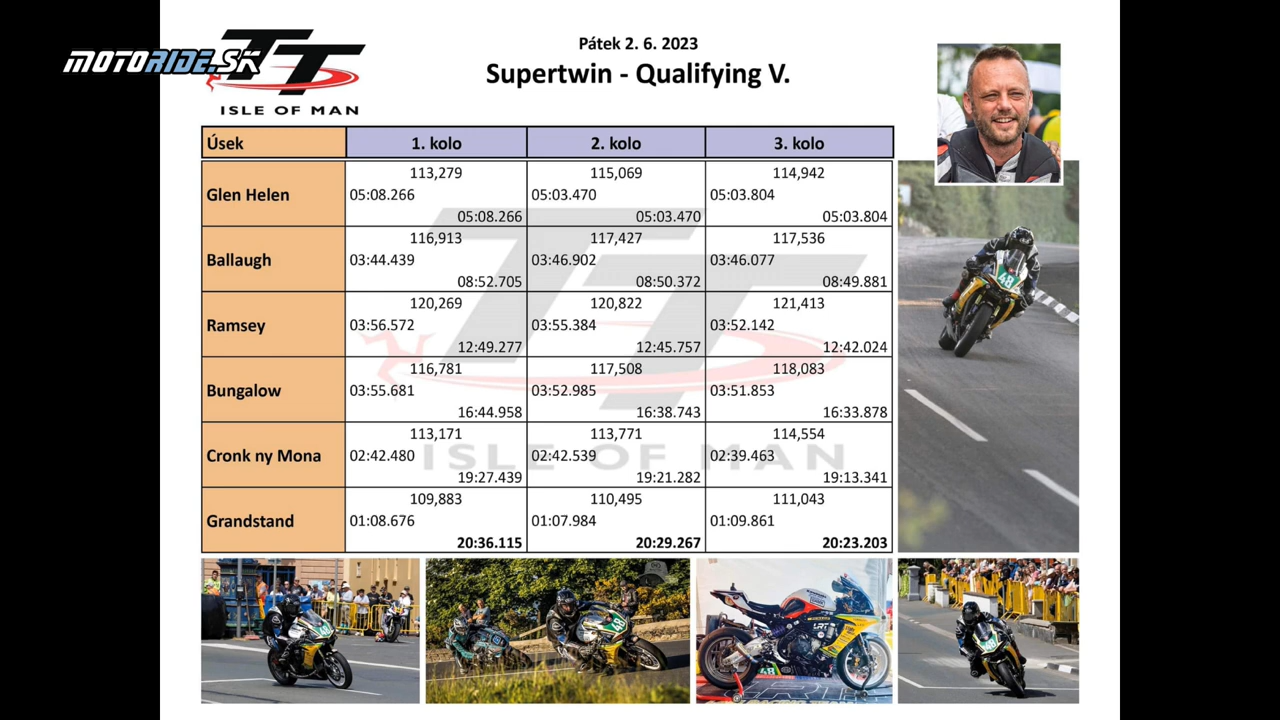 MOTORIDE.SK
TT
ISLE OF MAN
Pátek 2. 6. 2023
Supertwin - Qualifying V.
Úsek 1. kolo 2. kolo 3. kolo
113,279 115,069 114,942
Glen Helen 05:08.266 05:03.470 05:03.804
05:08.266 05:03.470 05:03.804
116,913 117,427 117,536
Ballaugh 03:44.439 03:46.902 03:46.077
08:52.705 08:50.372 08:49.881
120,269 120,822 121,413
Ramsey 03:56.572 03:55.384 03:52.142
12:49.277 12:45.757 12:42.024
116,781 117,508 118,083
Bungalow 03:55.681 03:52.985 03:51.853
16:44.958 16:38.743 16:33.878
113,171 113,771 114,554
Cronk ny Mona 02:42.480 02:42.539 02:39.463
19:27.439 19:21.282 19:13.341
109,883 110,495 111,043
Grandstand 01:08.676 01:07.984 01:09.861
20:36.115 20:29.267 20:23.203
TT
ISLE OF MAN
48
48
48
48